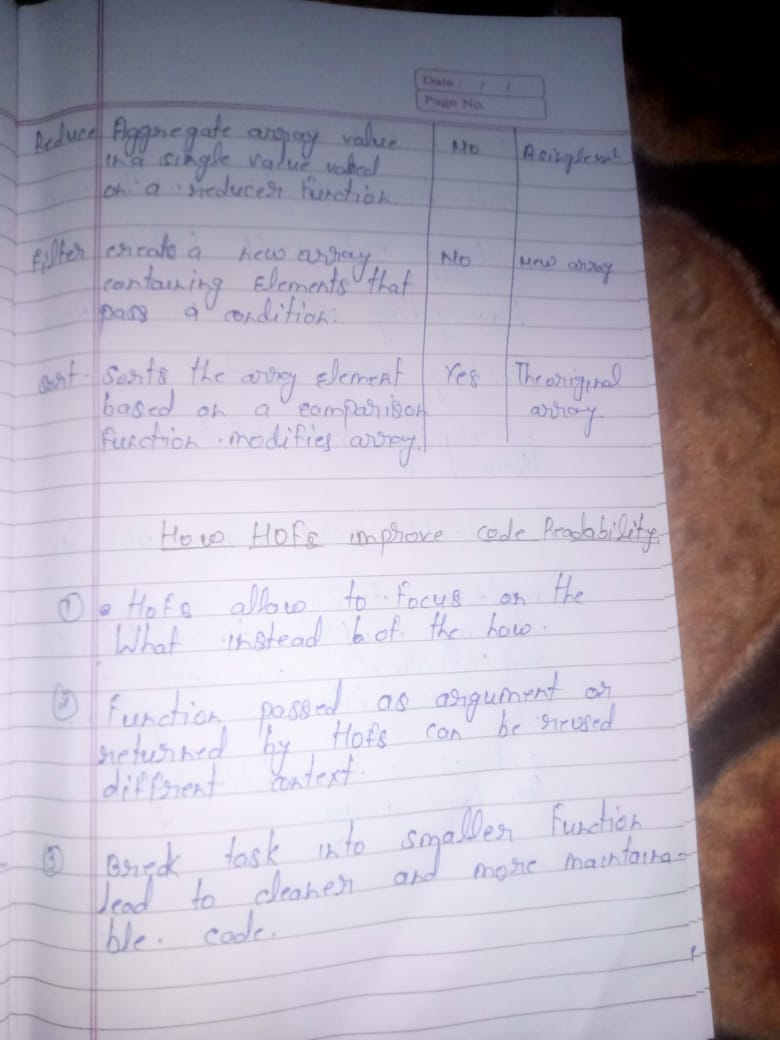 Date: / /
Page No.
Reduce Aggregate array value No A single val
in a single value
on a reducer function.
Filter create a new array No New array
containing Elements that
pass a condition.
Sort - Sorts the array element Yes The original
based on a comparison array.
function . modifies array.
How HOFs improve code Readability.
① HOFs allow to focus on the
What instead of the how.
② Function passed as argument or
returned by HOFs can be reused
diffrent context.
③ Break task into smaller function
lead to cleaner and more maintaina-
ble. code.